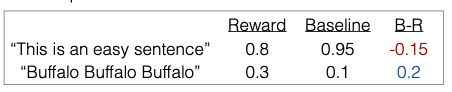 Reward Baseline B-R
“This is an easy sentence” 0.8 0.95 -0.15
“Buffalo Buffalo Buffalo” 0.3 0.1 0.2